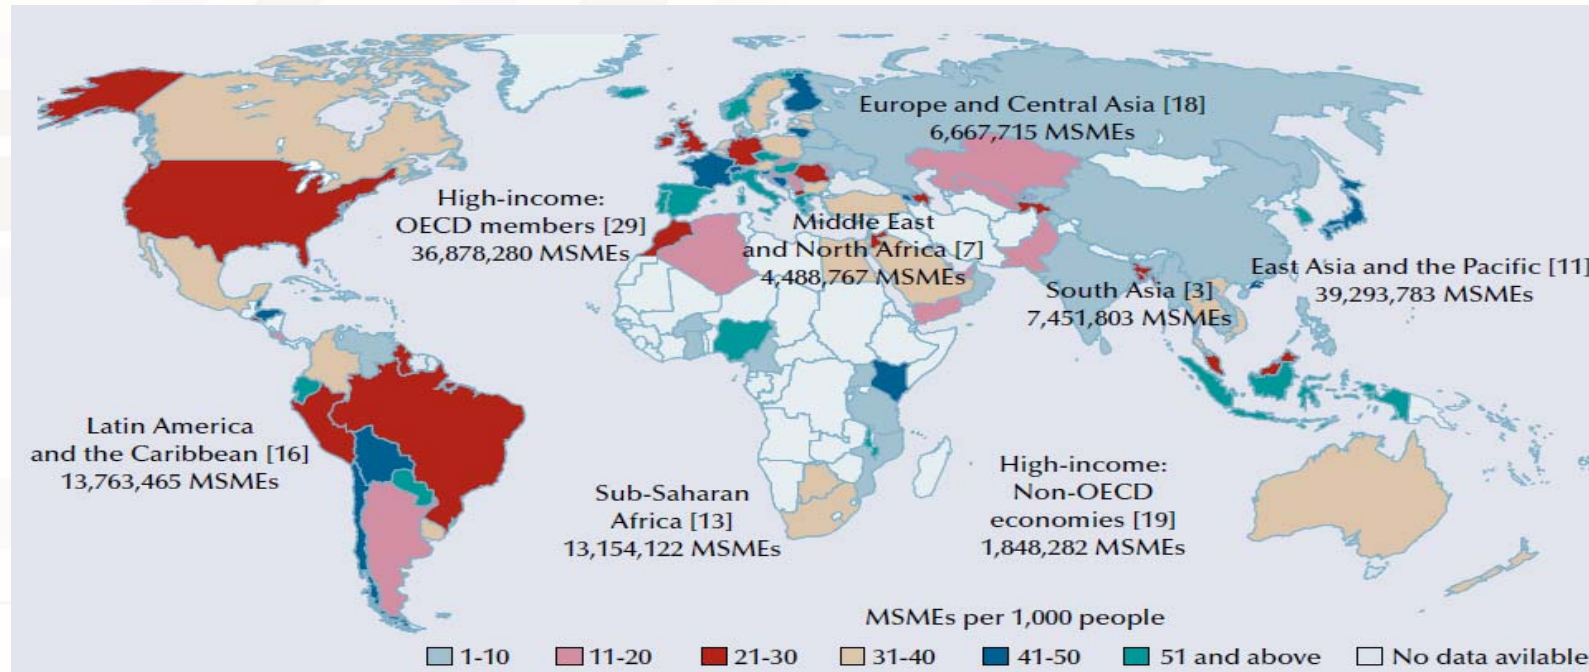 Europe and Central Asia [18]
6,667,715 MSMEs
High-income:
OECD members [29]
36,878,280 MSMEs
Middle East
and North Africa [7]
4,488,767 MSMEs
East Asia and the Pacific [11]
39,293,783 MSMEs
South Asia [3]
7,451,803 MSMEs
Latin America
and the Caribbean [16]
13,763,465 MSMEs
Sub-Saharan
Africa [13]
13,154,122 MSMEs
High-income:
Non-OECD
economies [19]
1,848,282 MSMEs
MSMEs per 1,000 people
1-10 11-20 21-30 31-40 41-50 51 and above No data avilable